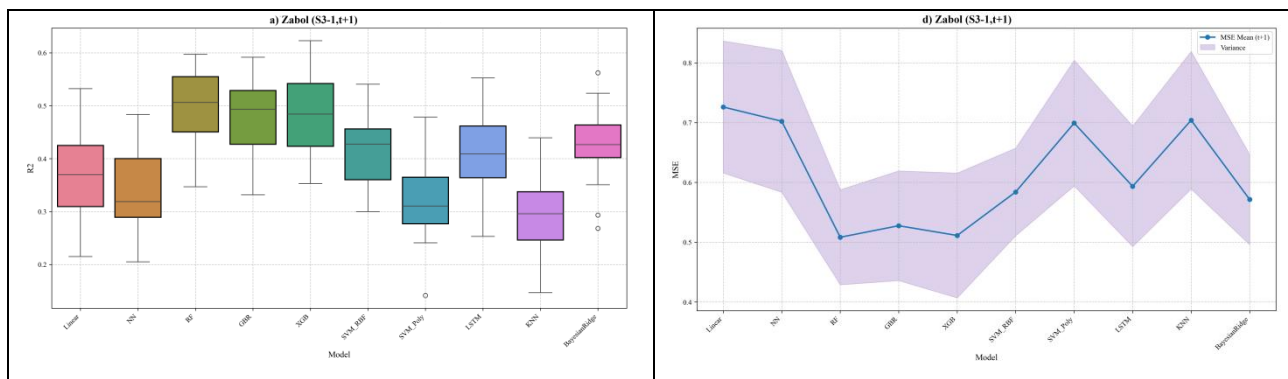 a) Zabol (S3-1,t+1)
0.6
0.5
0.4
0.3
0.2
R2
Linear
NN
RF
GBR
XGB
SVM_RBF
SVM_Poly
LSTM
KNN
BayesianRidge
Model
d) Zabol (S3-1,t+1)
MSE Mean (t+1)
Variance
0.8
0.7
0.6
0.5
0.4
MSE
Linear
NN
RF
GBR
XGB
SVM_RBF
SVM_Poly
LSTM
KNN
BayesianRidge
Model